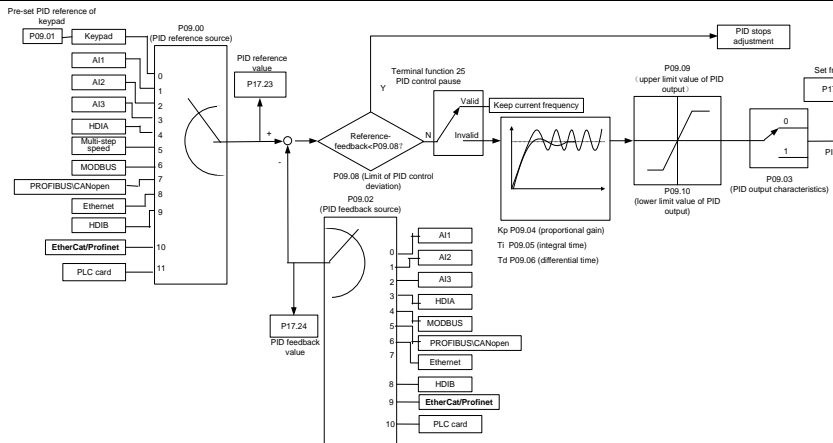 Pre-set PID reference of
keypad
P09.01
Keypad
AI1
AI2
AI3
HDIA
Multi-step
speed
MODBUS
PROFIBUS\CANopen
Ethernet
HDIB
EtherCat/Profinet
PLC card
P09.00
(PID reference source)
0
1
2
3
4
5
6
7
8
9
10
11
PID reference
value
P17.23
+
-
Reference-
feedback<P09.08?
Y
N
P09.08 (Limit of PID control
deviation)
PID stops
adjustment
Terminal function 25
PID control pause
Valid
Invalid
Keep current frequency
Kp P09.04 (proportional gain)
Ti P09.05 (integral time)
Td P09.06 (differential time)
P09.09
(upper limit value of PID
output)
P09.10
(lower limit value of PID
output)
0
1
P09.03
(PID output characteristics)
Set fr
P17
PI
P09.02
(PID feedback source)
0
1
2
3
4
5
6
7
8
9
10
AI1
AI2
AI3
HDIA
MODBUS
PROFIBUS\CANopen
Ethernet
HDIB
EtherCat/Profinet
PLC card
P17.24
PID feedback
value